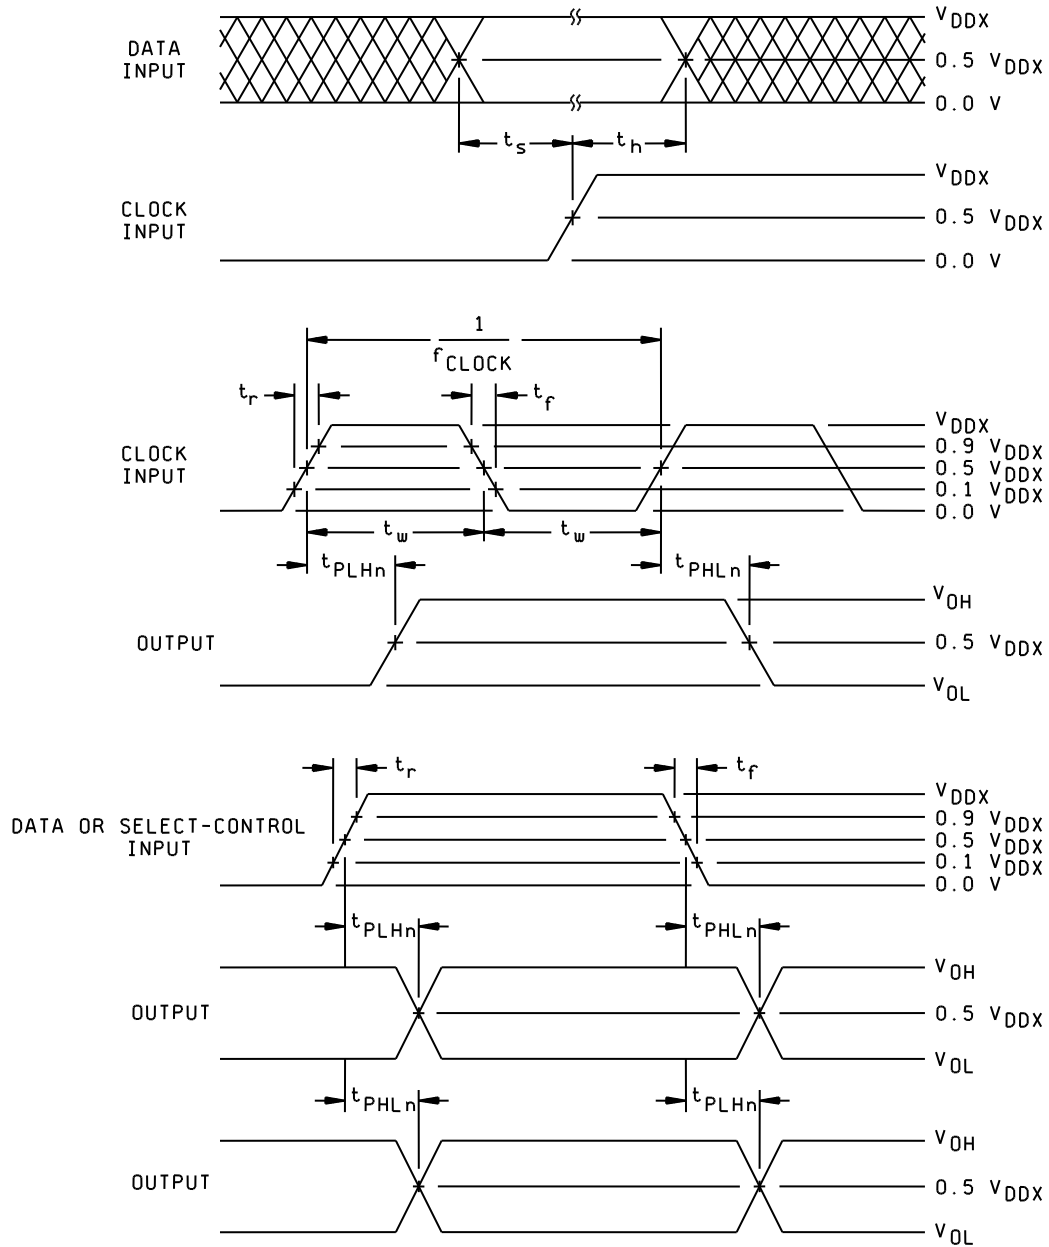 V DDX
DATA
INPUT
0.5 V DDX
0.0 V
t s
t h
V DDX
CLOCK
INPUT
0.5 V DDX
0.0 V
1
f CLOCK
t r
t f
V DDX
0.9 V DDX
CLOCK
INPUT
0.5 V DDX
0.1 V DDX
0.0 V
t w
t w
t PLHn
t PHLn
V OH
OUTPUT
0.5 V DDX
V OL
t r
t f
V DDX
0.9 V DDX
DATA OR SELECT-CONTROL
INPUT
0.5 V DDX
0.1 V DDX
0.0 V
t PLHn
t PHLn
V OH
OUTPUT
0.5 V DDX
V OL
t PHLn
t PLHn
V OH
OUTPUT
0.5 V DDX
V OL